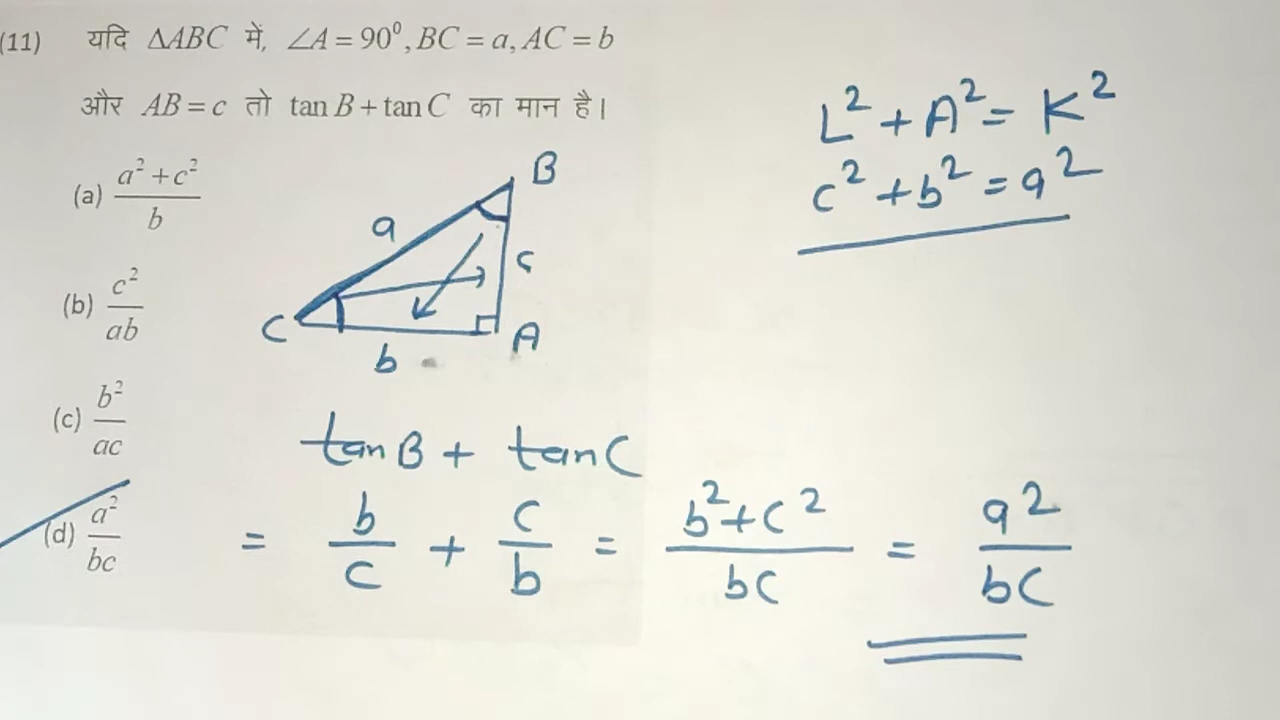 (11) यदि ΔABC में, ∠A = 90⁰, BC = a, AC = b
और AB = c तो tan B + tan C का मान है।
(a) (a² + c²)/b
(b) c²/ab
(c) b²/ac
(d) a²/bc
B
a
c
C
A
b
L² + A² = K²
c² + b² = a²
tan B + tan C
= b/c + c/b = (b² + c²)/bc = a²/bc